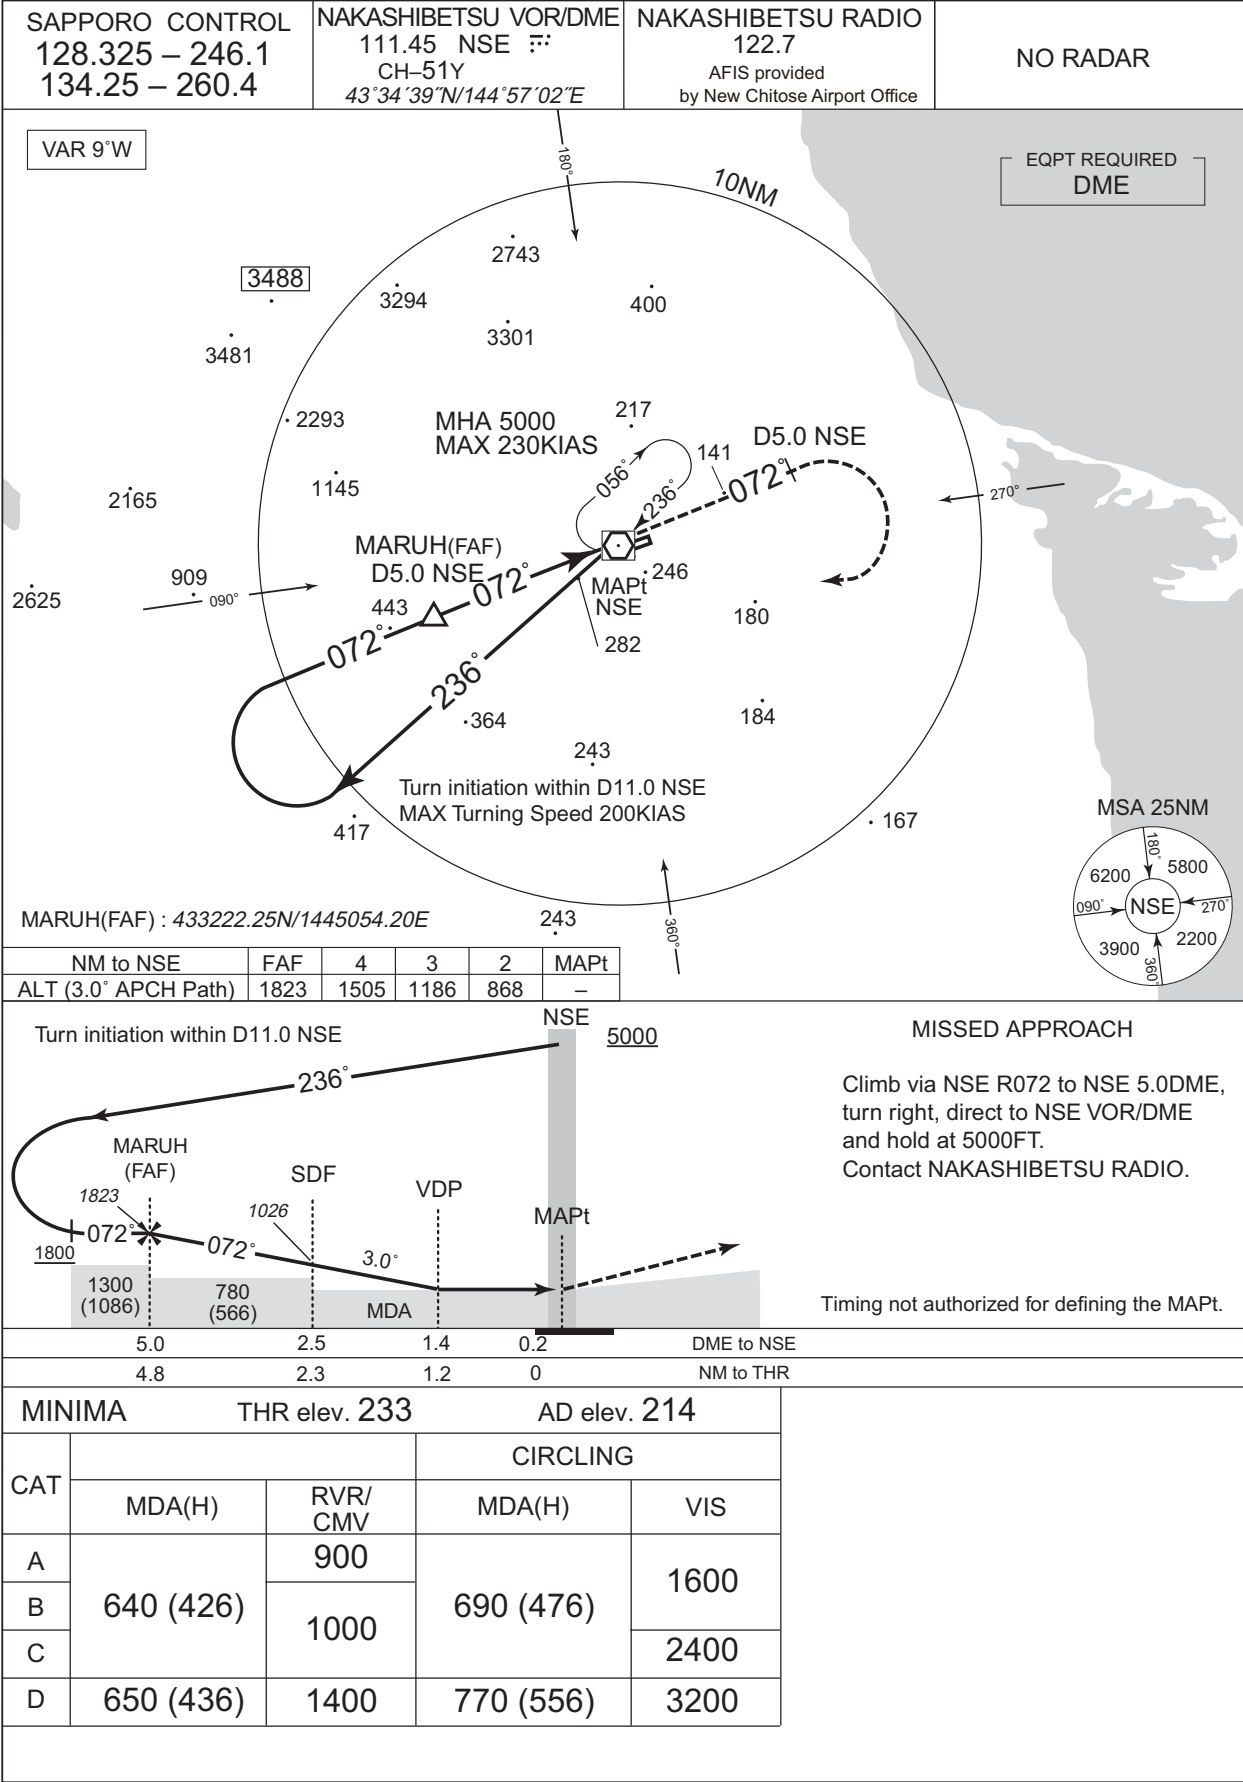 SAPPORO CONTROL
128.325 – 246.1
134.25 – 260.4
NAKASHIBETSU VOR/DME
111.45 NSE
CH–51Y
43°34´39˝N/144°57´02˝E
NAKASHIBETSU RADIO
122.7
AFIS provided
by New Chitose Airport Office
NO RADAR
VAR 9°W
EQPT REQUIRED
DME
180°
10NM
2743
3488
3294
400
3301
3481
2293
MHA 5000
MAX 230KIAS
217
D5.0 NSE
141
056°
236°
072°
270°
2165
1145
MARUH(FAF)
D5.0 NSE
072°
MAPt
NSE
246
2625
909
090°
443
180
072°
282
236°
364
184
243
Turn initiation within D11.0 NSE
MAX Turning Speed 200KIAS
417
167
MSA 25NM
180°
6200
5800
090°
NSE
270°
3900
2200
360°
MARUH(FAF) : 433222.25N/1445054.20E
243
360°
NM to NSE FAF 4 3 2 MAPt
ALT (3.0° APCH Path) 1823 1505 1186 868 –
Turn initiation within D11.0 NSE
NSE
5000
236°
MARUH
(FAF)
SDF
VDP
1823
1026
MAPt
072°
072°
3.0°
1800
1300
(1086)
780
(566)
MDA
MISSED APPROACH
Climb via NSE R072 to NSE 5.0DME,
turn right, direct to NSE VOR/DME
and hold at 5000FT.
Contact NAKASHIBETSU RADIO.
Timing not authorized for defining the MAPt.
5.0 2.5 1.4 0.2 DME to NSE
4.8 2.3 1.2 0 NM to THR
MINIMA THR elev. 233 AD elev. 214
CAT
CIRCLING
MDA(H)
RVR/
CMV
MDA(H)
VIS
A
900
B
640 (426)
1000
690 (476)
1600
C
2400
D 650 (436) 1400 770 (556) 3200